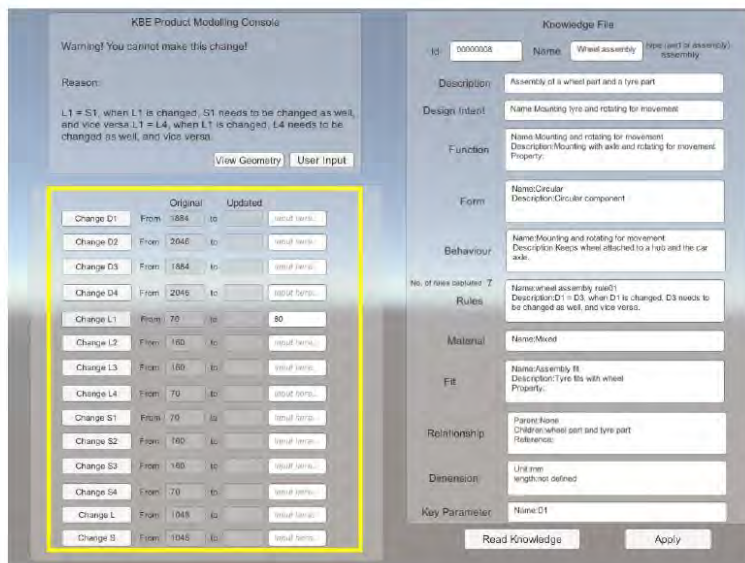 KBE Product Modelling Console
Warning! You cannot make this change!
Reason:
L1 = S1, when L1 is changed, S1 needs to be changed as well,
and vice versa.L1 = L4, when L1 is changed, L4 needs to be
changed as well, and vice versa.
View Geometry User Input
Original Updated
Change D1 From 1884 to Input here...
Change D2 From 2046 to Input here...
Change D3 From 1884 to Input here...
Change D4 From 2046 to Input here...
Change L1 From 70 to 80
Change L2 From 160 to Input here...
Change L3 From 160 to Input here...
Change L4 From 70 to Input here...
Change S1 From 70 to Input here...
Change S2 From 160 to Input here...
Change S3 From 160 to Input here...
Change S4 From 70 to Input here...
Change L From 1045 to Input here...
Change S From 1045 to Input here...
Knowledge File
Id 00000008 Name Wheel assembly type (part or assembly)
assembly
Description Assembly of a wheel part and a tyre part
Design Intent Name:Mounting tyre and rotating for movement
Function Name:Mounting and rotating for movement
Description:Mounting with axle and rotating for movement
Property:
Form Name:Circular
Description:Circular component
Behaviour Name:Mounting and rotating for movement
Description:Keeps wheel attached to a hub and the car
axle.
No. of rules captured 7
Rules Name:wheel assembly rule01
Description:D1 = D3, when D1 is changed, D3 needs to
be changed as well, and vice versa.
Material Name:Mixed
Fit Name:Assembly fit
Description:Tyre fits with wheel
Property:
Relationship Parent:None
Children:wheel part and tyre part
Reference:
Dimension Unit:mm
length:not defined
Key Parameter Name:D1
Read Knowledge Apply